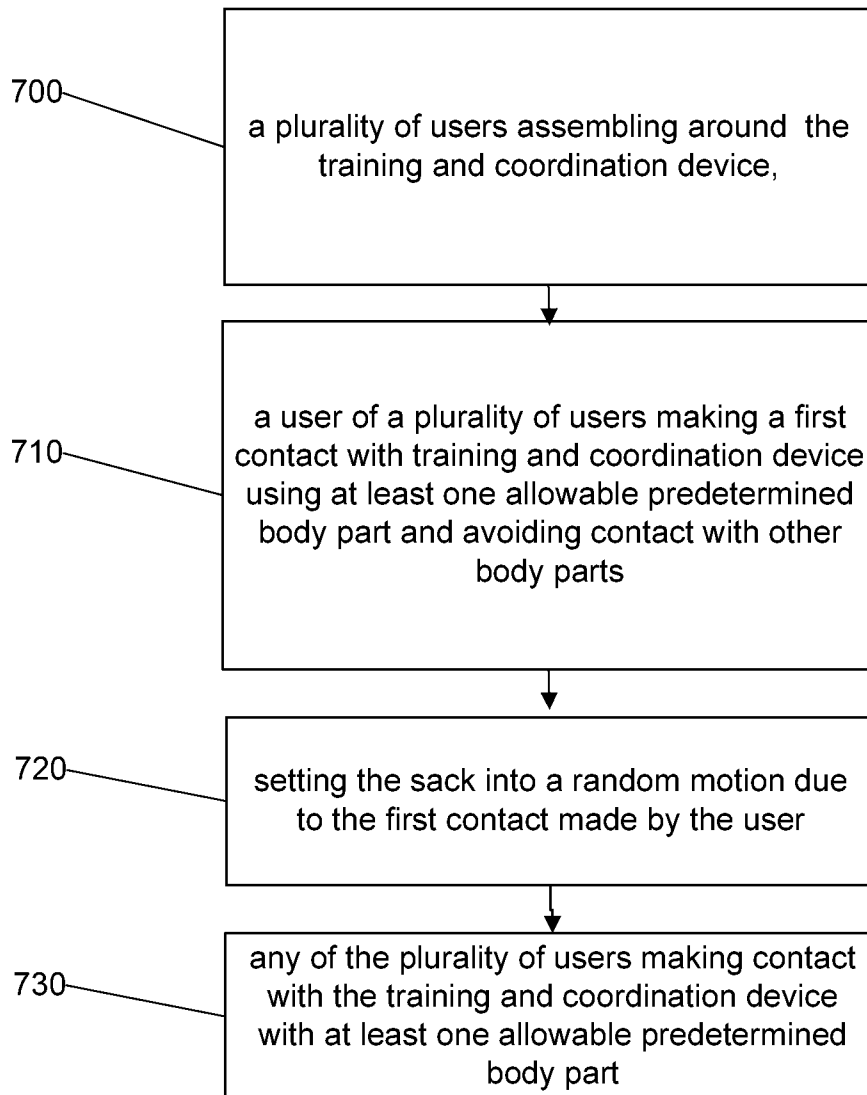 700
a plurality of users assembling around the
training and coordination device,
710
a user of a plurality of users making a first
contact with training and coordination device
using at least one allowable predetermined
body part and avoiding contact with other
body parts
720
setting the sack into a random motion due
to the first contact made by the user
730
any of the plurality of users making contact
with the training and coordination device
with at least one allowable predetermined
body part